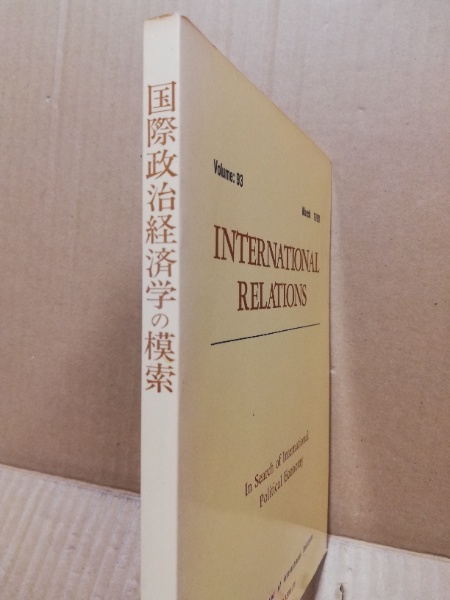 国際政治経済学の模索
Volume: 93
March
INTERNATIONAL
RELATIONS
In Search of International
Political Economy